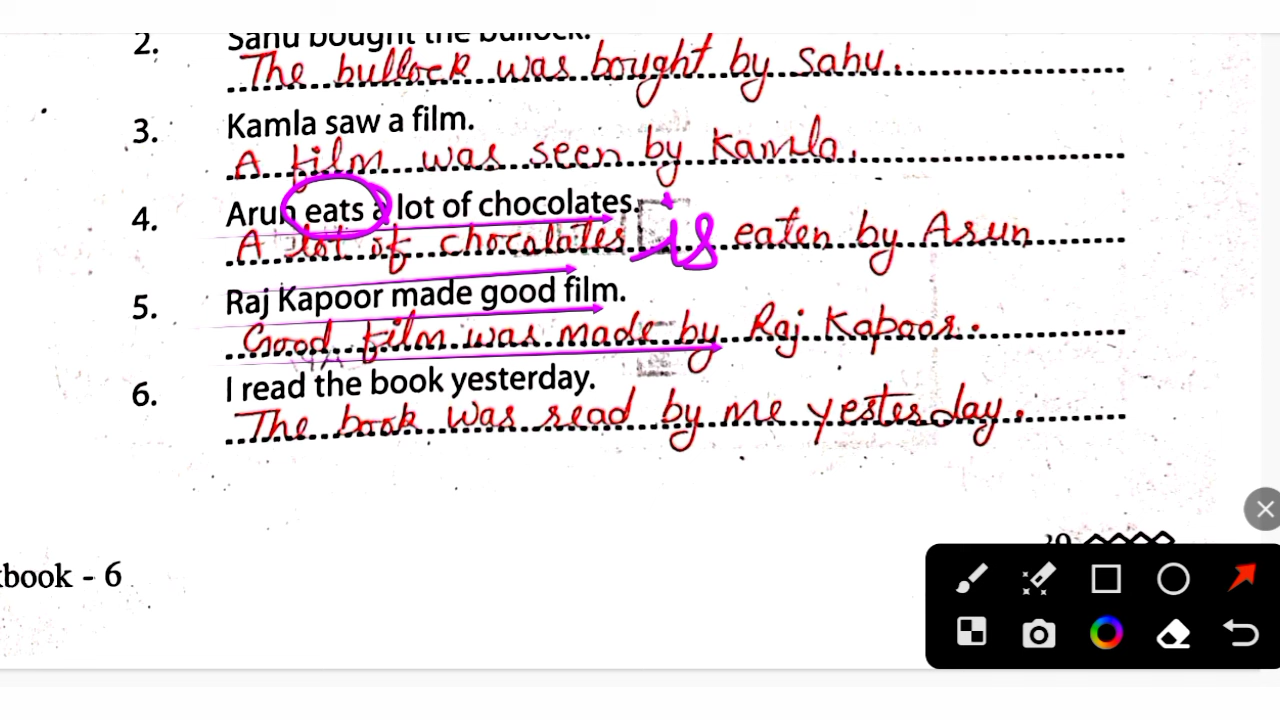 2. Sahu bought the bullock.
The bullock was bought by Sahu.
3. Kamla saw a film.
A film was seen by Kamla.
4. Arun eats a lot of chocolates.
A lot of chocalates is eaten by Arun
5. Raj Kapoor made good film.
Good film was made by Raj Kapoor.
6. I read the book yesterday.
The book was read by me yesterday.
kbook - 6